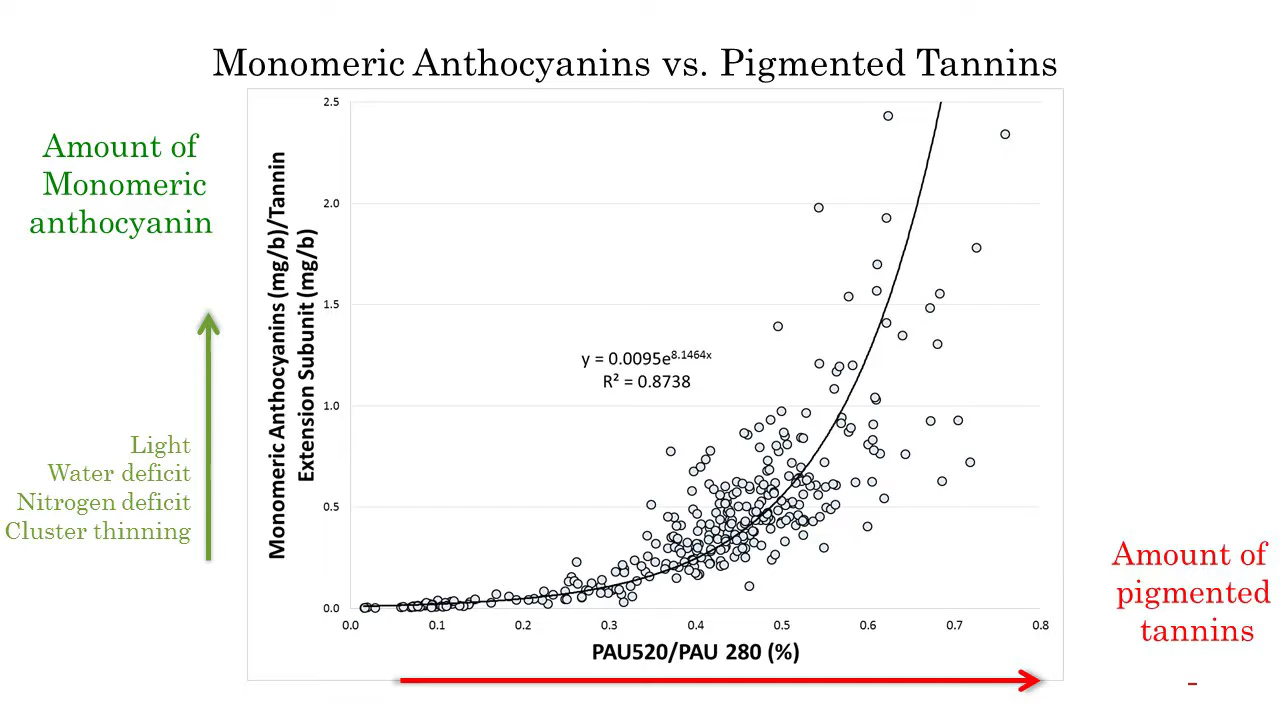 Monomeric Anthocyanins vs. Pigmented Tannins
Amount of
Monomeric
anthocyanin
Light
Water deficit
Nitrogen deficit
Cluster thinning
Monomeric Anthocyanins (mg/b)/Tannin
Extension Subunit (mg/b)
2.5
2.0
1.5
1.0
0.5
0.0
y = 0.0095e^8.1464x
R² = 0.8738
0.0 0.1 0.2 0.3 0.4 0.5 0.6 0.7 0.8
PAU520/PAU 280 (%)
Amount of
pigmented
tannins
-